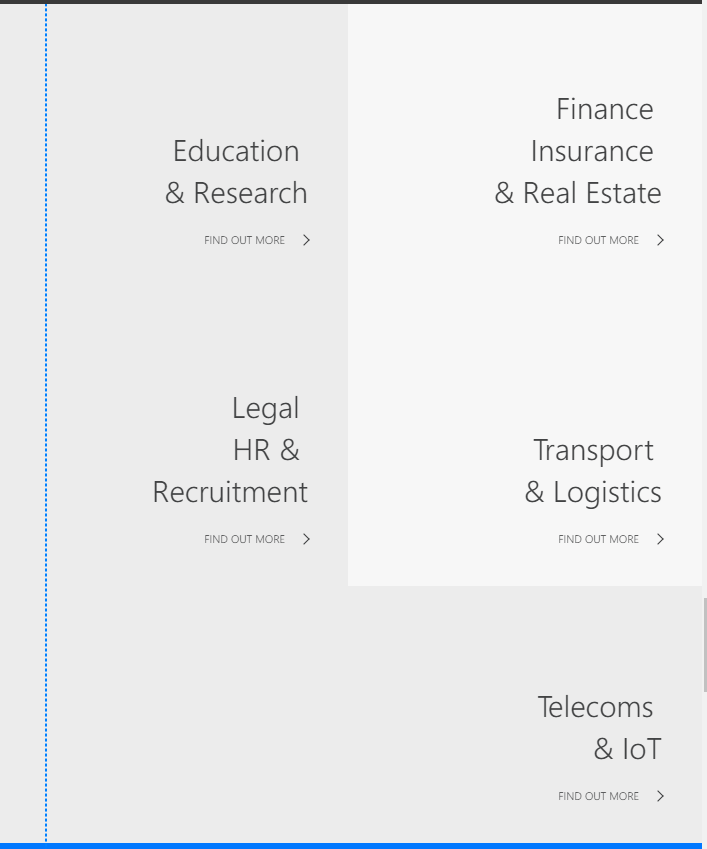 Education
& Research
FIND OUT MORE
Finance
Insurance
& Real Estate
FIND OUT MORE
Legal
HR &
Recruitment
FIND OUT MORE
Transport
& Logistics
FIND OUT MORE
Telecoms
& IoT
FIND OUT MORE